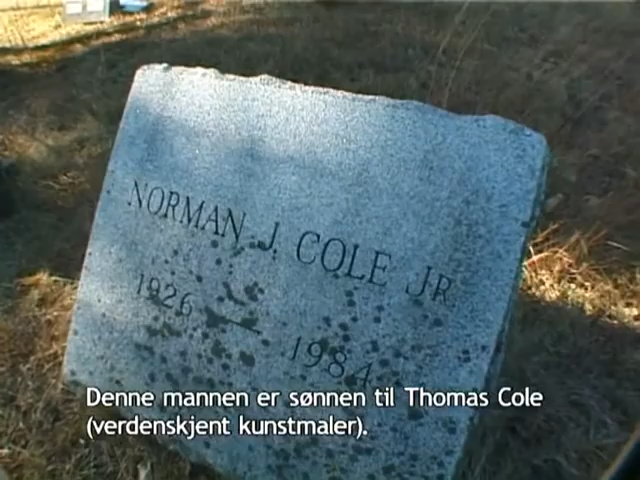 NORMAN J. COLE JR
1926 — 1984
Denne mannen er sønnen til Thomas Cole
(verdenskjent kunstmaler).